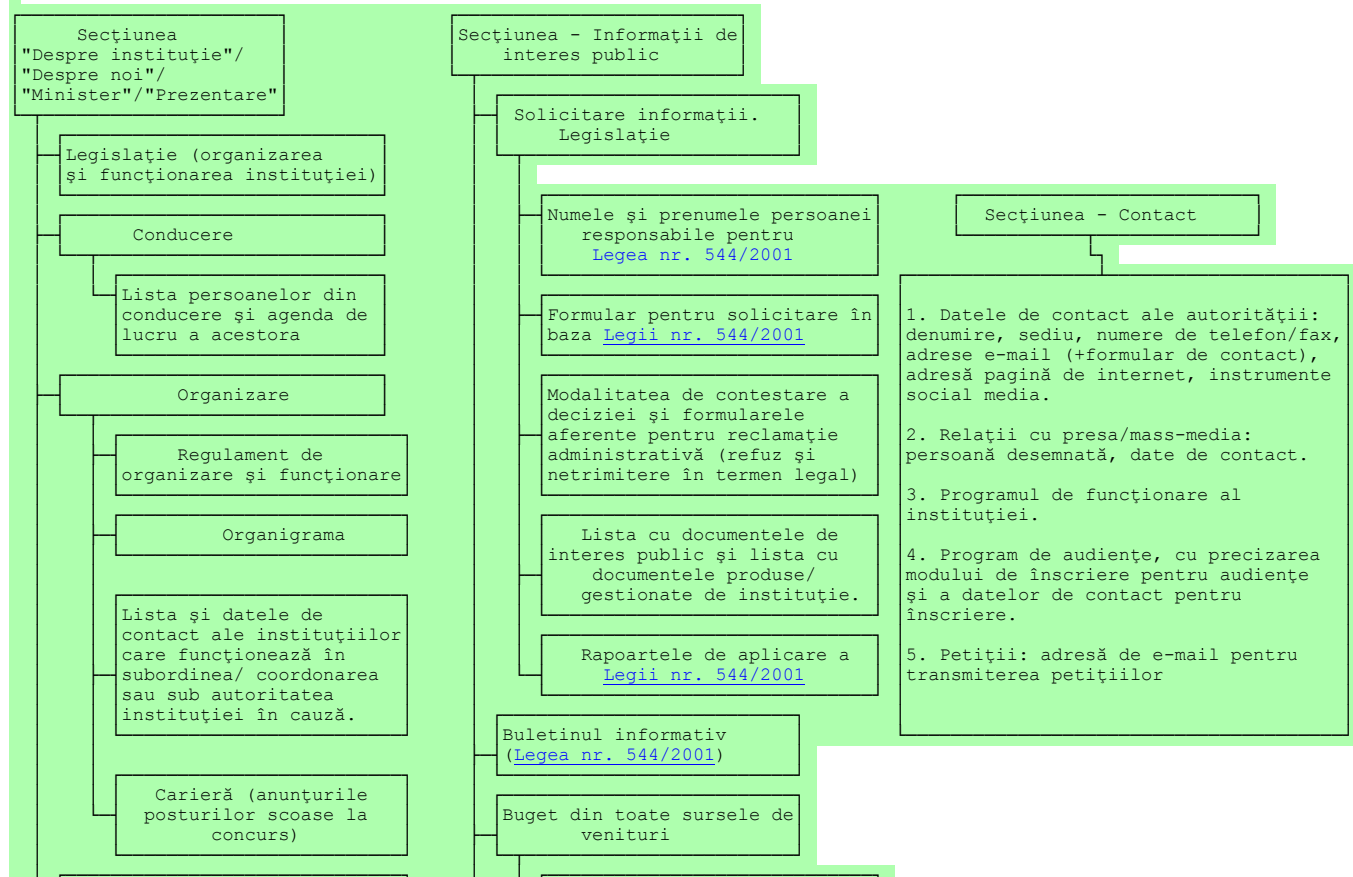 Secţiunea
"Despre instituţie"/
"Despre noi"/
"Minister"/"Prezentare"
Legislaţie (organizarea
şi funcţionarea instituţiei)
Conducere
Lista persoanelor din
conducere şi agenda de
lucru a acestora
Organizare
Regulament de
organizare şi funcţionare
Organigrama
Lista şi datele de
contact ale instituţiilor
care funcţionează în
subordinea/ coordonarea
sau sub autoritatea
instituţiei în cauză.
Carieră (anunţurile
posturilor scoase la
concurs)
Secţiunea - Informaţii de
interes public
Solicitare informaţii.
Legislaţie
Numele şi prenumele persoanei
responsabile pentru
Legea nr. 544/2001
Formular pentru solicitare în
baza Legii nr. 544/2001
Modalitatea de contestare a
deciziei şi formularele
aferente pentru reclamaţie
administrativă (refuz şi
netrimitere în termen legal)
Lista cu documentele de
interes public şi lista cu
documentele produse/
gestionate de instituţie.
Rapoartele de aplicare a
Legii nr. 544/2001
Buletinul informativ
(Legea nr. 544/2001)
Buget din toate sursele de
venituri
Secţiunea - Contact
1. Datele de contact ale autorităţii:
denumire, sediu, numere de telefon/fax,
adrese e-mail (+formular de contact),
adresă pagină de internet, instrumente
social media.
2. Relaţii cu presa/mass-media:
persoană desemnată, date de contact.
3. Programul de funcţionare al
instituţiei.
4. Program de audienţe, cu precizarea
modului de înscriere pentru audienţe
şi a datelor de contact pentru
înscriere.
5. Petiţii: adresă de e-mail pentru
transmiterea petiţiilor